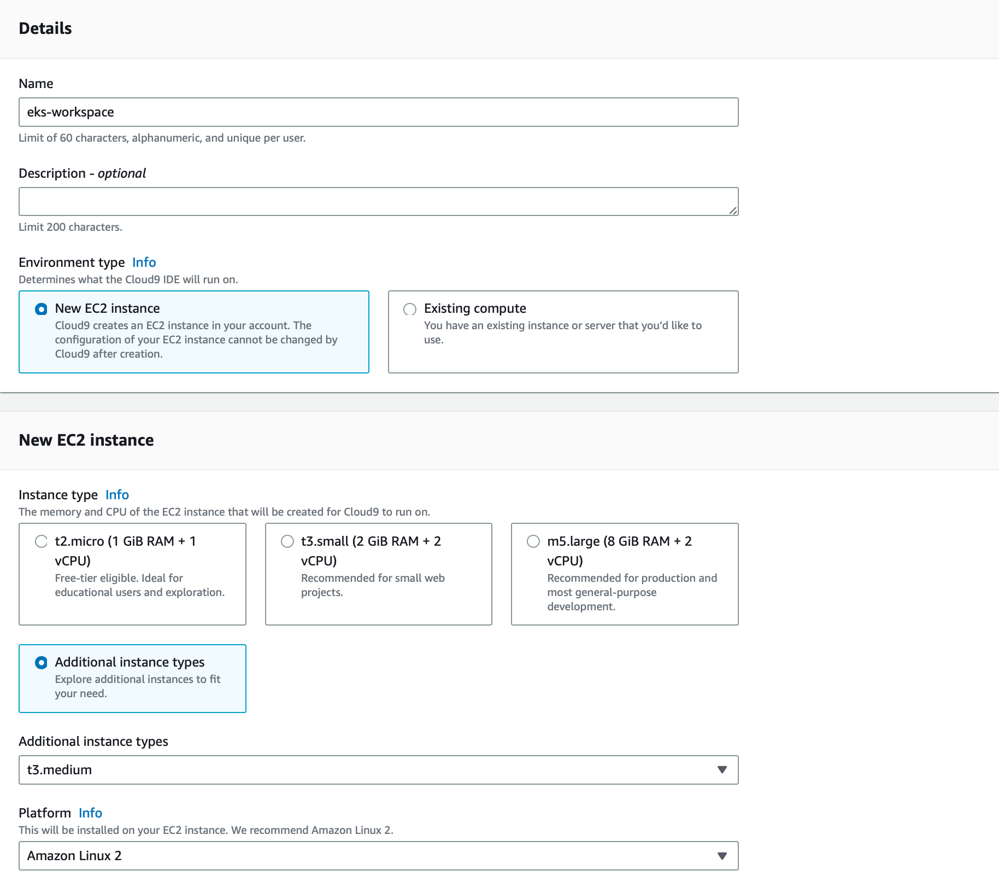 Details
Name
eks-workspace
Limit of 60 characters, alphanumeric, and unique per user.
Description - optional
Limit 200 characters.
Environment type Info
Determines what the Cloud9 IDE will run on.
New EC2 instance
Cloud9 creates an EC2 instance in your account. The
configuration of your EC2 instance cannot be changed by
Cloud9 after creation.
Existing compute
You have an existing instance or server that you’d like to
use.
New EC2 instance
Instance type Info
The memory and CPU of the EC2 instance that will be created for Cloud9 to run on.
t2.micro (1 GiB RAM + 1
vCPU)
Free-tier eligible. Ideal for
educational users and exploration.
t3.small (2 GiB RAM + 2
vCPU)
Recommended for small web
projects.
m5.large (8 GiB RAM + 2
vCPU)
Recommended for production and
most general-purpose
development.
Additional instance types
Explore additional instances to fit
your need.
Additional instance types
t3.medium
Platform Info
This will be installed on your EC2 instance. We recommend Amazon Linux 2.
Amazon Linux 2